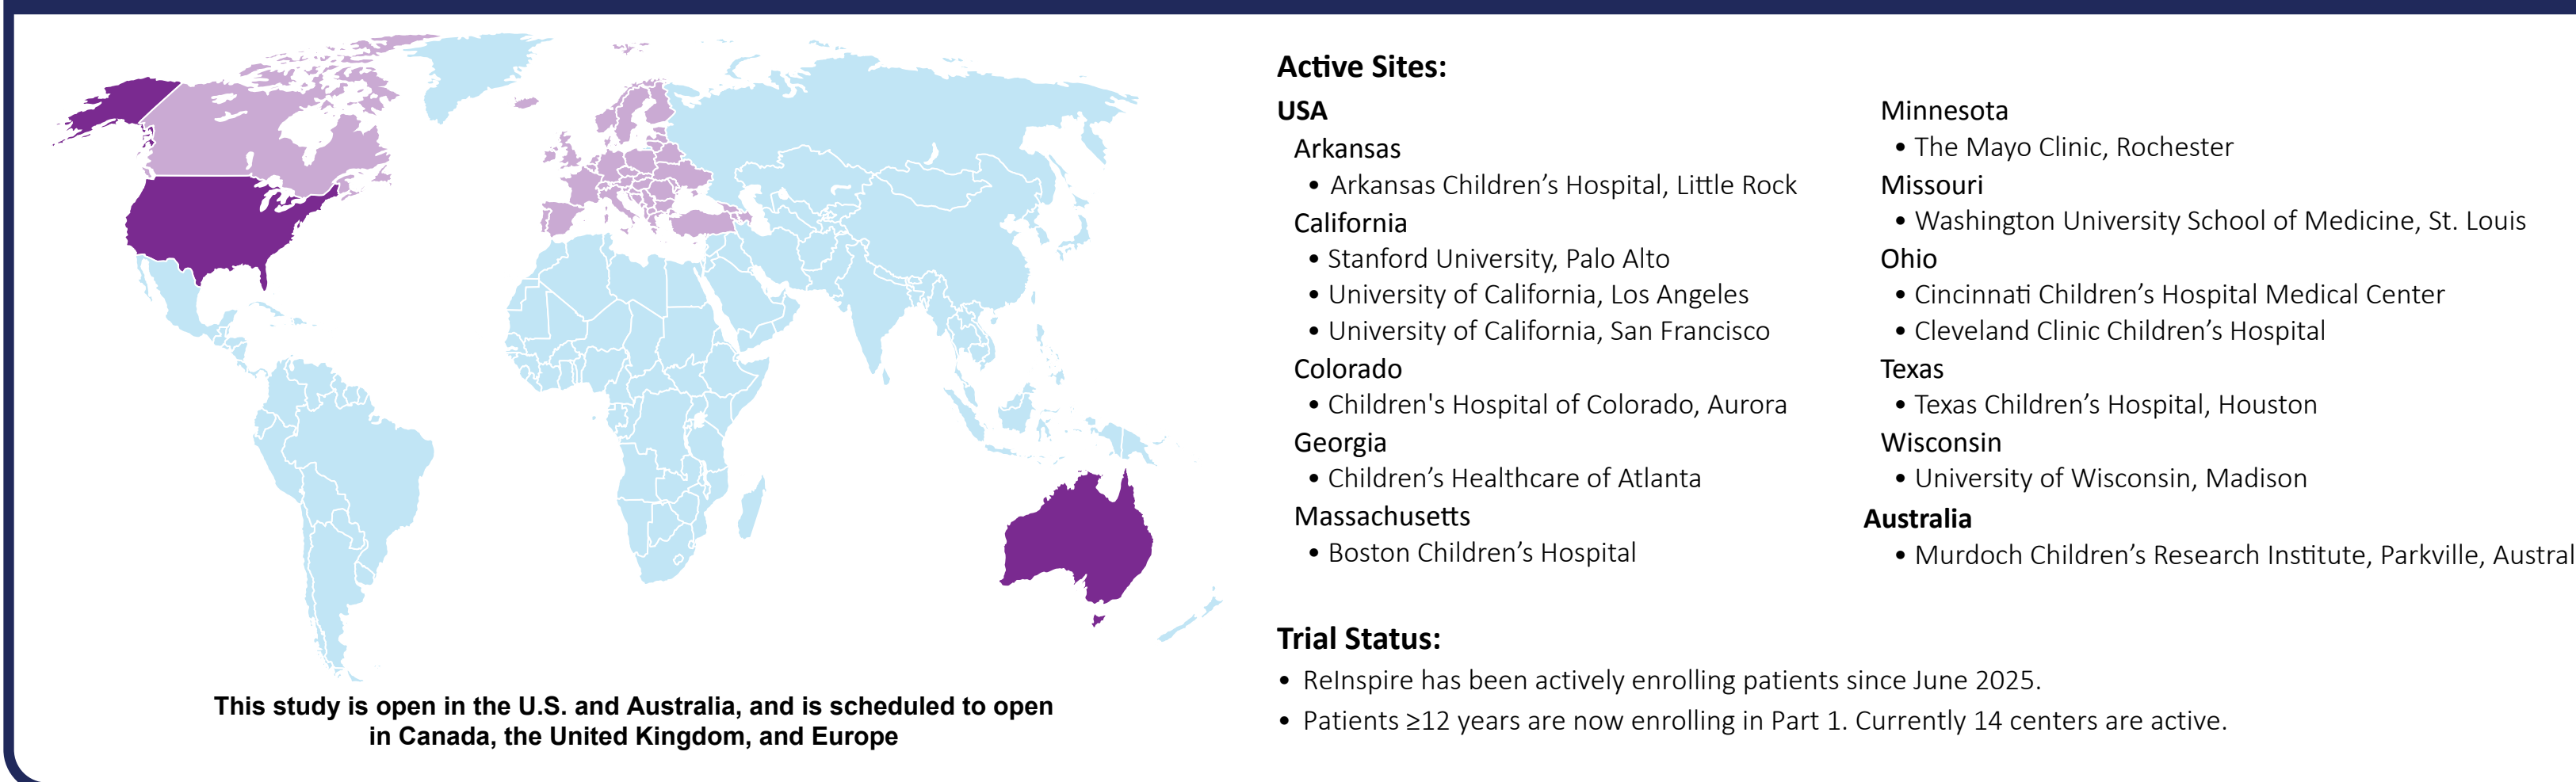 This study is open in the U.S. and Australia, and is scheduled to open
in Canada, the United Kingdom, and Europe
Active Sites:
USA
Arkansas
• Arkansas Children’s Hospital, Little Rock
California
• Stanford University, Palo Alto
• University of California, Los Angeles
• University of California, San Francisco
Colorado
• Children's Hospital of Colorado, Aurora
Georgia
• Children’s Healthcare of Atlanta
Massachusetts
• Boston Children’s Hospital
Minnesota
• The Mayo Clinic, Rochester
Missouri
• Washington University School of Medicine, St. Louis
Ohio
• Cincinnati Children’s Hospital Medical Center
• Cleveland Clinic Children’s Hospital
Texas
• Texas Children’s Hospital, Houston
Wisconsin
• University of Wisconsin, Madison
Australia
• Murdoch Children’s Research Institute, Parkville, Austral
Trial Status:
• ReInspire has been actively enrolling patients since June 2025.
• Patients ≥12 years are now enrolling in Part 1. Currently 14 centers are active.